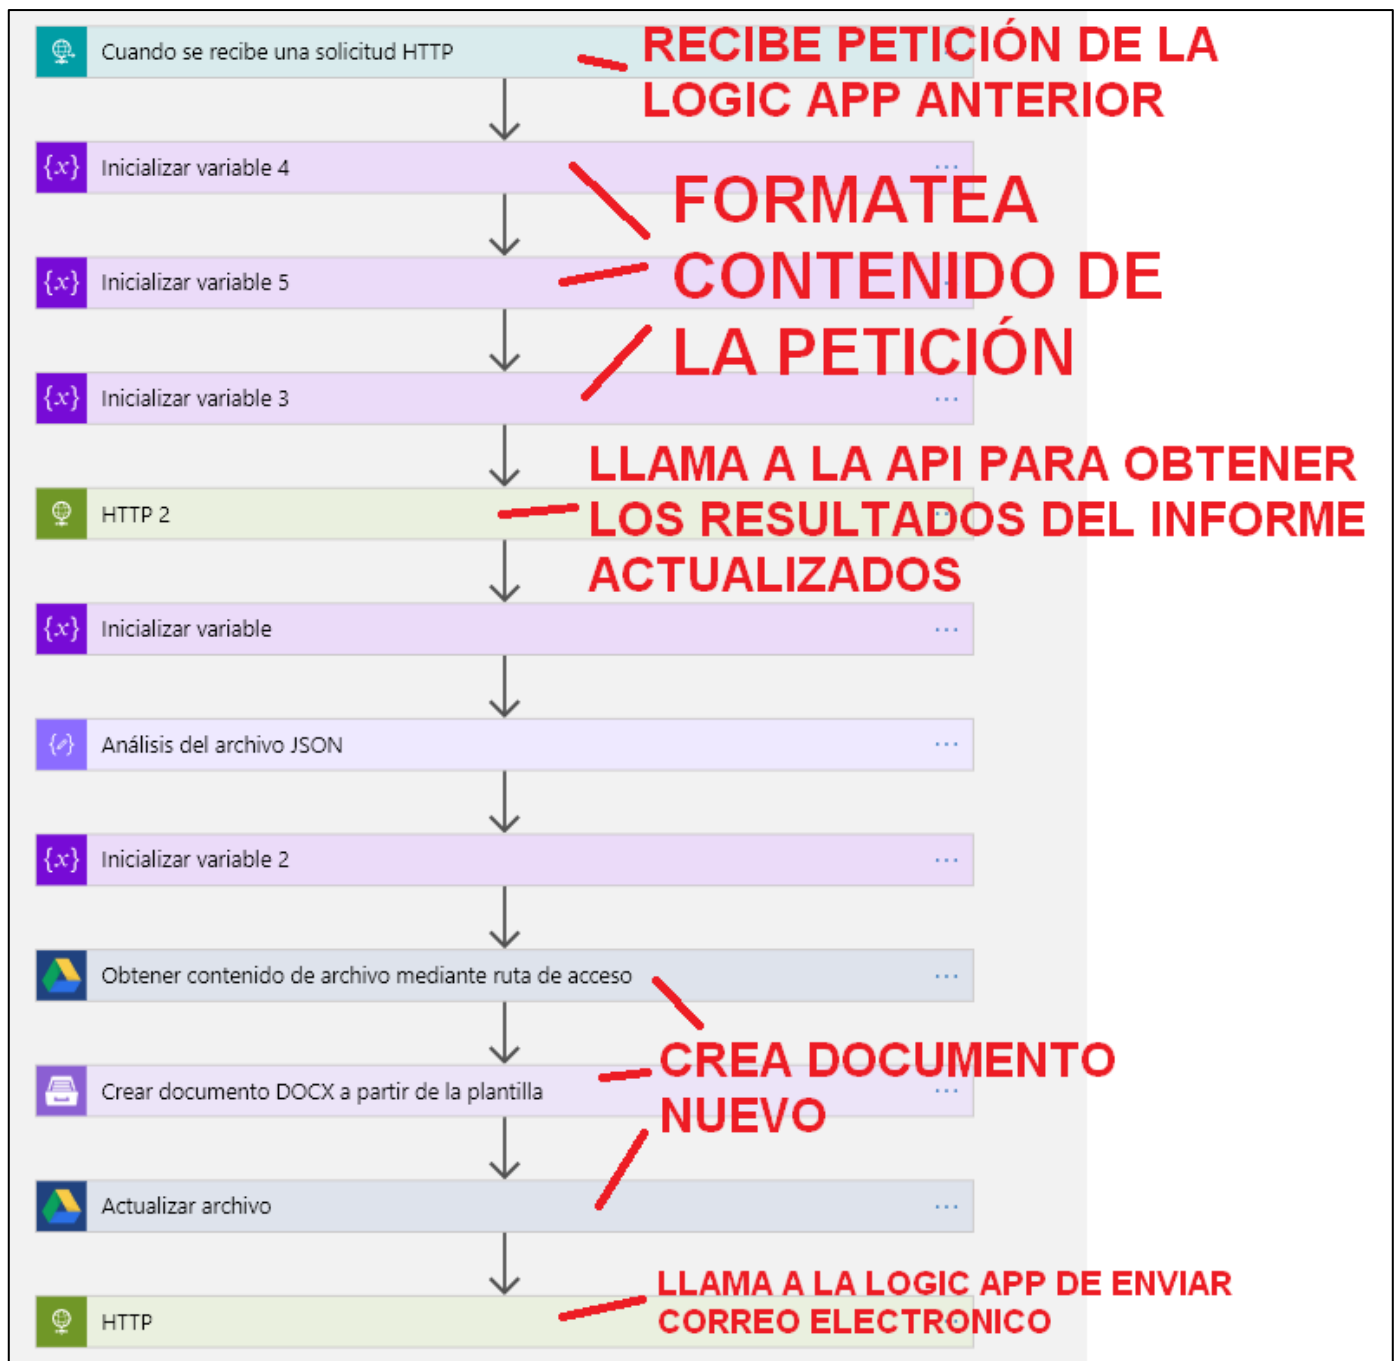 Cuando se recibe una solicitud HTTP
RECIBE PETICIÓN DE LA
LOGIC APP ANTERIOR
{x} Inicializar variable 4
FORMATEA
CONTENIDO DE
LA PETICIÓN
{x} Inicializar variable 5
{x} Inicializar variable 3
LLAMA A LA API PARA OBTENER
LOS RESULTADOS DEL INFORME
ACTUALIZADOS
HTTP 2
{x} Inicializar variable
Análisis del archivo JSON
{x} Inicializar variable 2
Obtener contenido de archivo mediante ruta de acceso
CREA DOCUMENTO
NUEVO
Crear documento DOCX a partir de la plantilla
Actualizar archivo
LLAMA A LA LOGIC APP DE ENVIAR
CORREO ELECTRONICO
HTTP